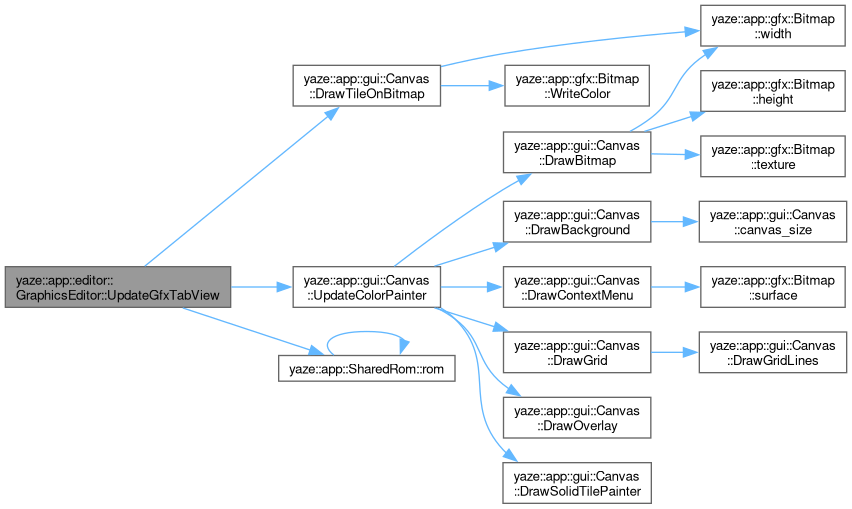 yaze::app::editor::
GraphicsEditor::UpdateGfxTabView
yaze::app::gui::Canvas
::DrawTileOnBitmap
yaze::app::gfx::Bitmap
::width
yaze::app::gfx::Bitmap
::WriteColor
yaze::app::gui::Canvas
::UpdateColorPainter
yaze::app::gui::Canvas
::DrawBitmap
yaze::app::gfx::Bitmap
::height
yaze::app::gfx::Bitmap
::texture
yaze::app::gui::Canvas
::DrawBackground
yaze::app::gui::Canvas
::canvas_size
yaze::app::gui::Canvas
::DrawContextMenu
yaze::app::gfx::Bitmap
::surface
yaze::app::gui::Canvas
::DrawGrid
yaze::app::gui::Canvas
::DrawGridLines
yaze::app::gui::Canvas
::DrawOverlay
yaze::app::gui::Canvas
::DrawSolidTilePainter
yaze::app::SharedRom::rom